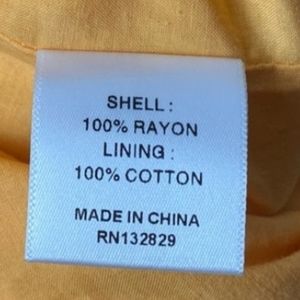 SHELL:
100% RAYON
LINING:
100% COTTON
MADE IN CHINA
RN132829